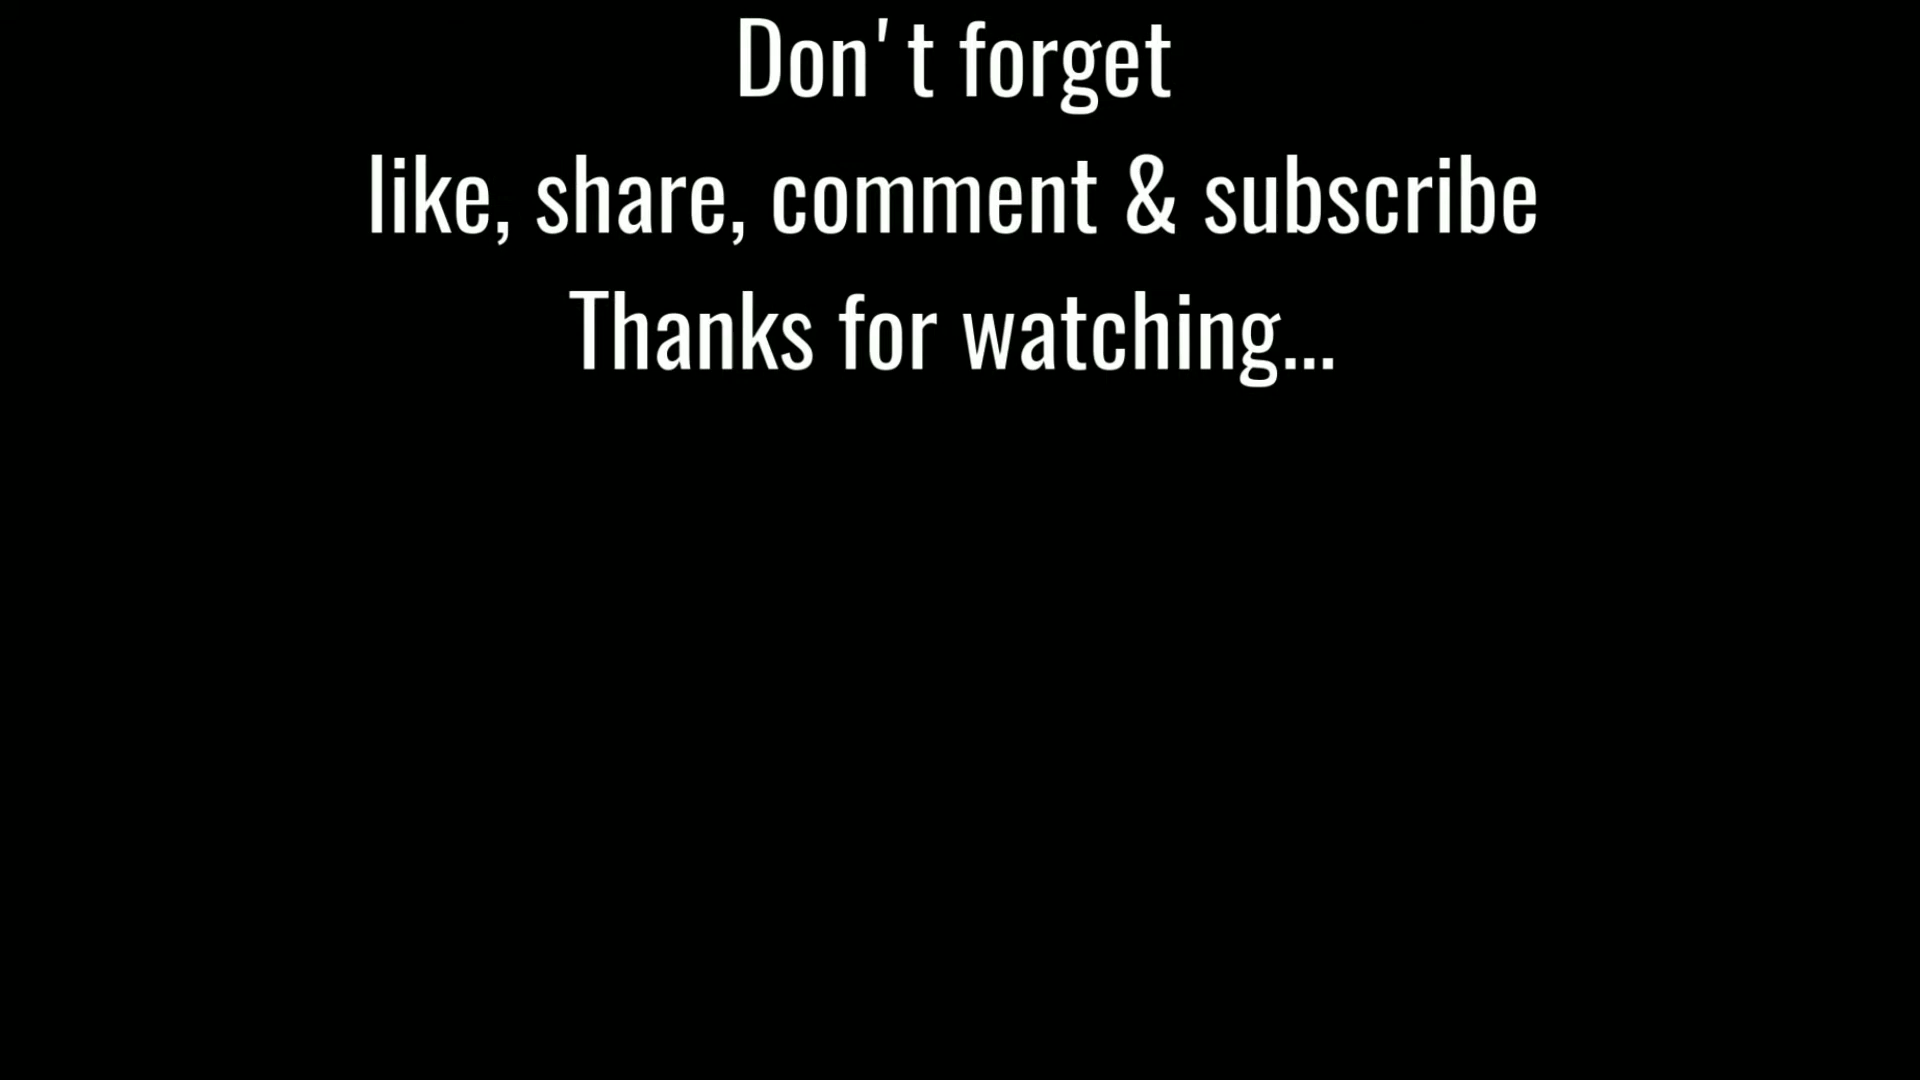 Don't forget
like, share, comment & subscribe
Thanks for watching...